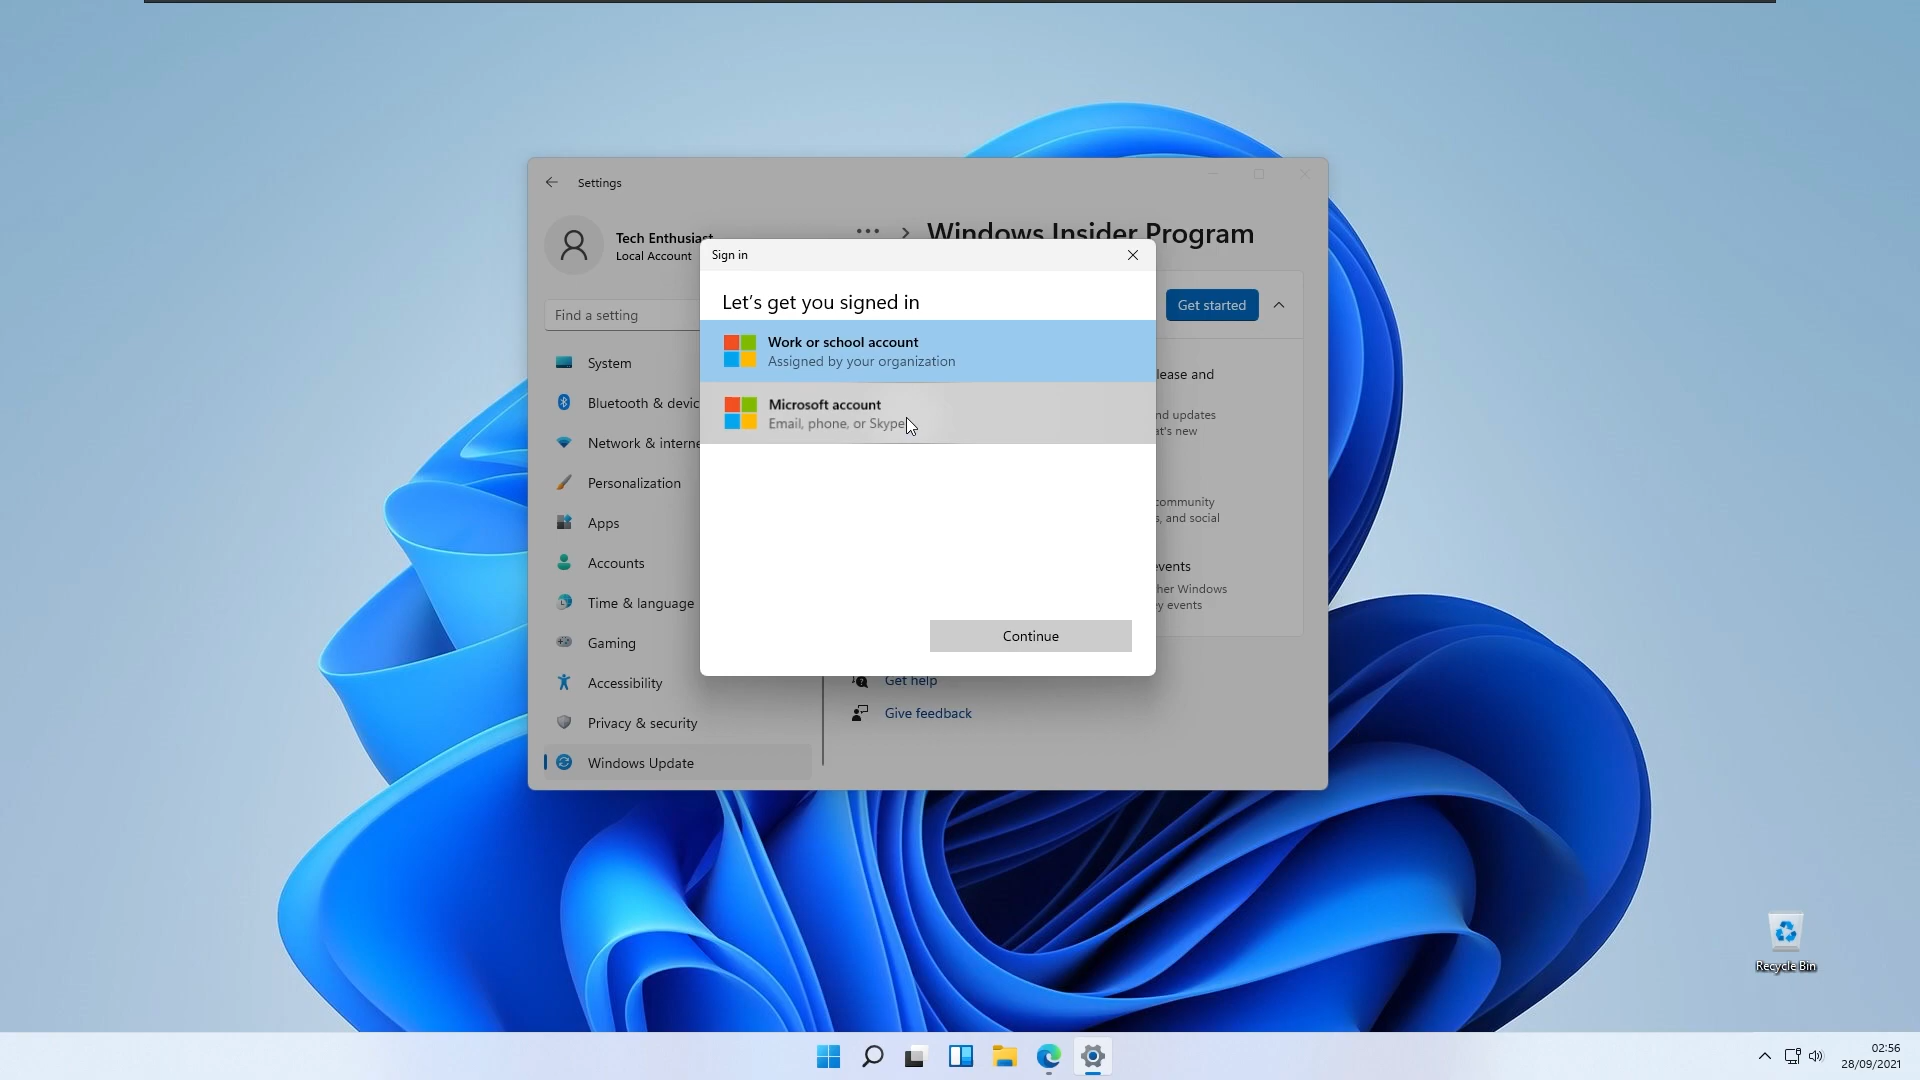 Settings
Tech Enthusiast
Local Account
Windows Insider Program
Sign in
Let's get you signed in
Get started
Find a setting
Work or school account
Assigned by your organization
System
lease and
Bluetooth & devic
Microsoft account
Email, phone, or Skype
nd updates
at's new
Network & interne
Personalization
community
s, and social
Apps
Accounts
events
her Windows
y events
Time & language
Gaming
Continue
Accessibility
Get help
Privacy & security
Give feedback
Windows Update
Recycle Bin
02:56
28/09/2021